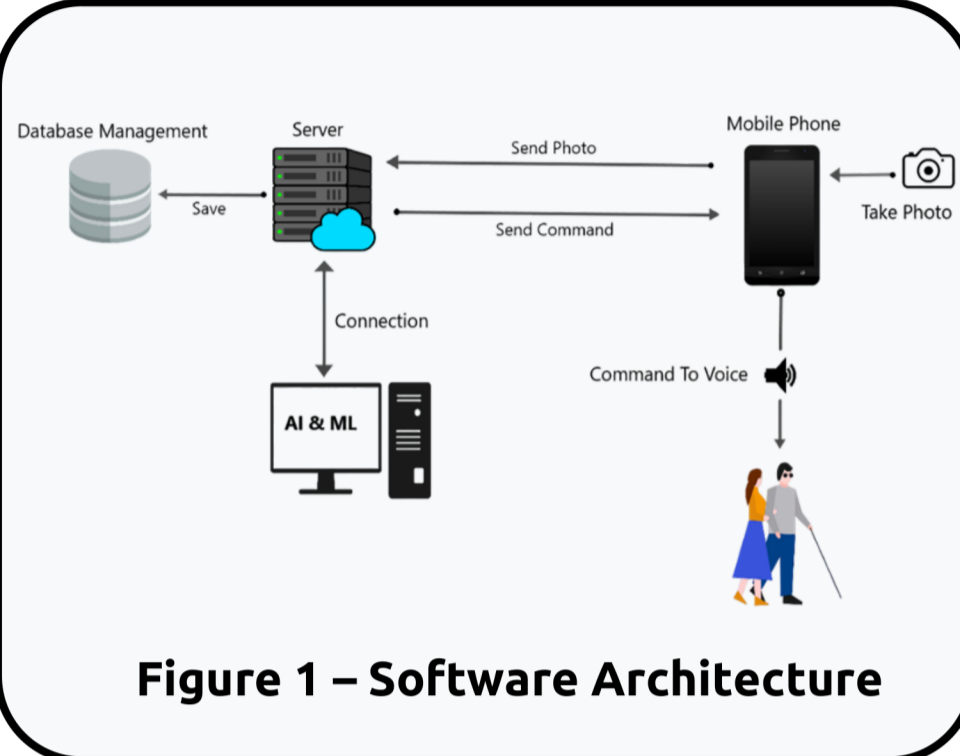 Database Management
Server
Mobile Phone
Send Photo
Save
Take Photo
Send Command
Connection
Command To Voice
AI & ML
Figure 1 – Software Architecture